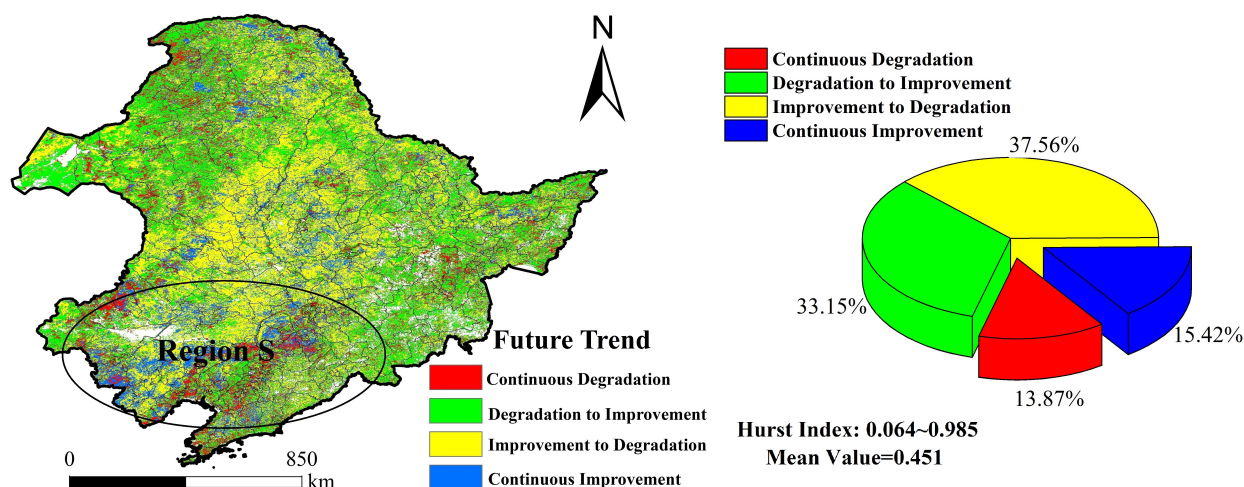 N
Region S
Future Trend
Continuous Degradation
Degradation to Improvement
Improvement to Degradation
Continuous Improvement
0
850
km
Continuous Degradation
Degradation to Improvement
Improvement to Degradation
Continuous Improvement
37.56%
33.15%
15.42%
13.87%
Hurst Index: 0.064~0.985
Mean Value=0.451